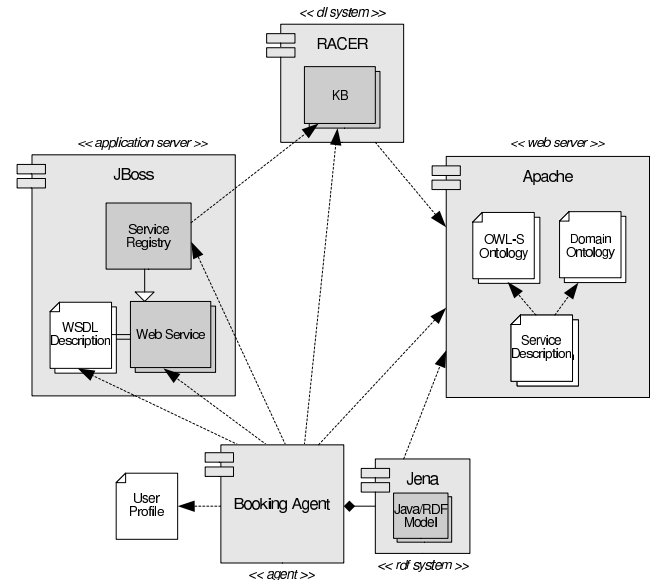 << dl system >>
RACER
KB
<< application server >>
JBoss
Service
Registry
WSDL
Description
Web Service
<< web server >>
Apache
OWL-S
Ontology
Domain
Ontology
Service
Description
User
Profile
Booking Agent
<< agent >>
Jena
Java/RDF
Model
<< rdf system >>